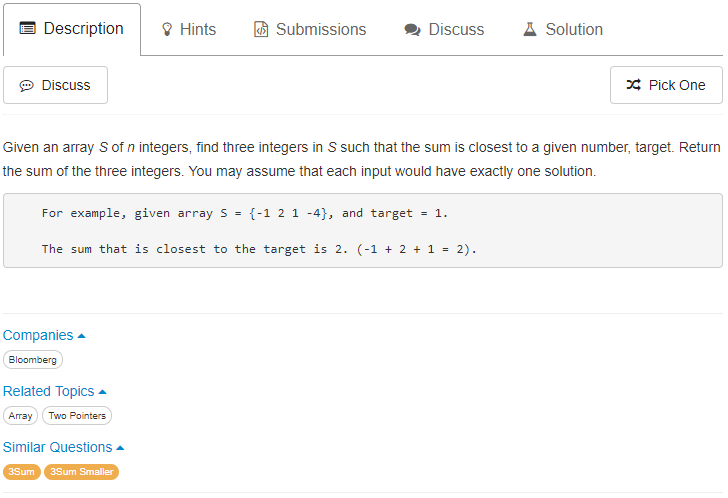 Description Hints Submissions Discuss Solution
Discuss Pick One
Given an array S of n integers, find three integers in S such that the sum is closest to a given number, target. Return
the sum of the three integers. You may assume that each input would have exactly one solution.
For example, given array S = {-1 2 1 -4}, and target = 1.
The sum that is closest to the target is 2. (-1 + 2 + 1 = 2).
Companies
Bloomberg
Related Topics
Array Two Pointers
Similar Questions
3Sum 3Sum Smaller